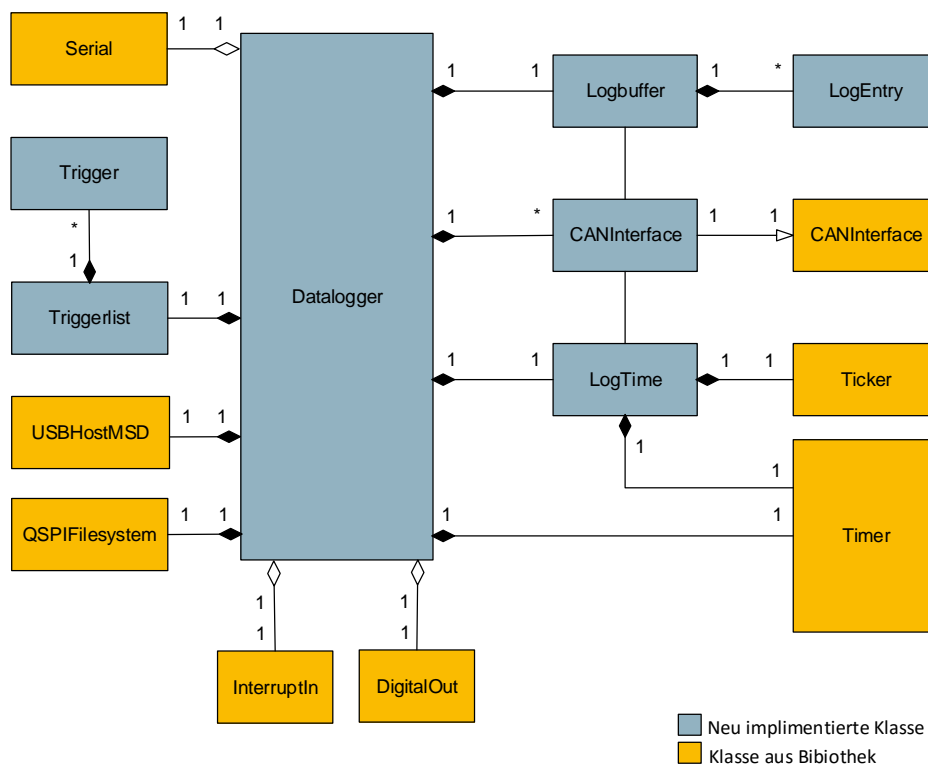 Serial
1 1
Trigger
*
1
Triggerlist
1 1
USBHostMSD
1 1
QSPIFilesystem
1 1
Datalogger
1 1
Logbuffer
1 *
LogEntry
1 *
CANInterface
1 1
CANInterface
1 1
LogTime
1 1
Ticker
1 1
1 1
Timer
1
1
InterruptIn
1
1
DigitalOut
Neu implimentierte Klasse
Klasse aus Bibiothek